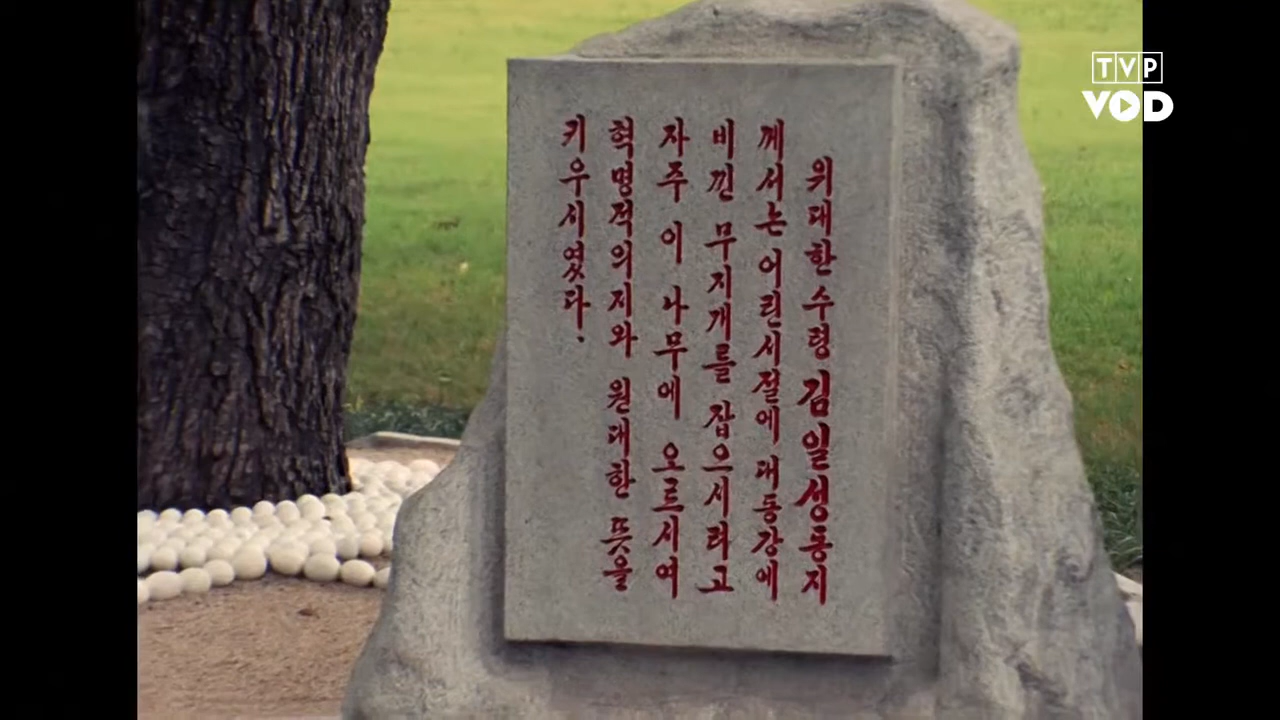 위대한 수령 김일성동지
께서는 어린시절에 대동강에
비낀 무지개를 잡으시려고
자주 이 나무에 오르시여
혁명적의지와 원대한 뜻을
키우시였다.
TVP
VOD